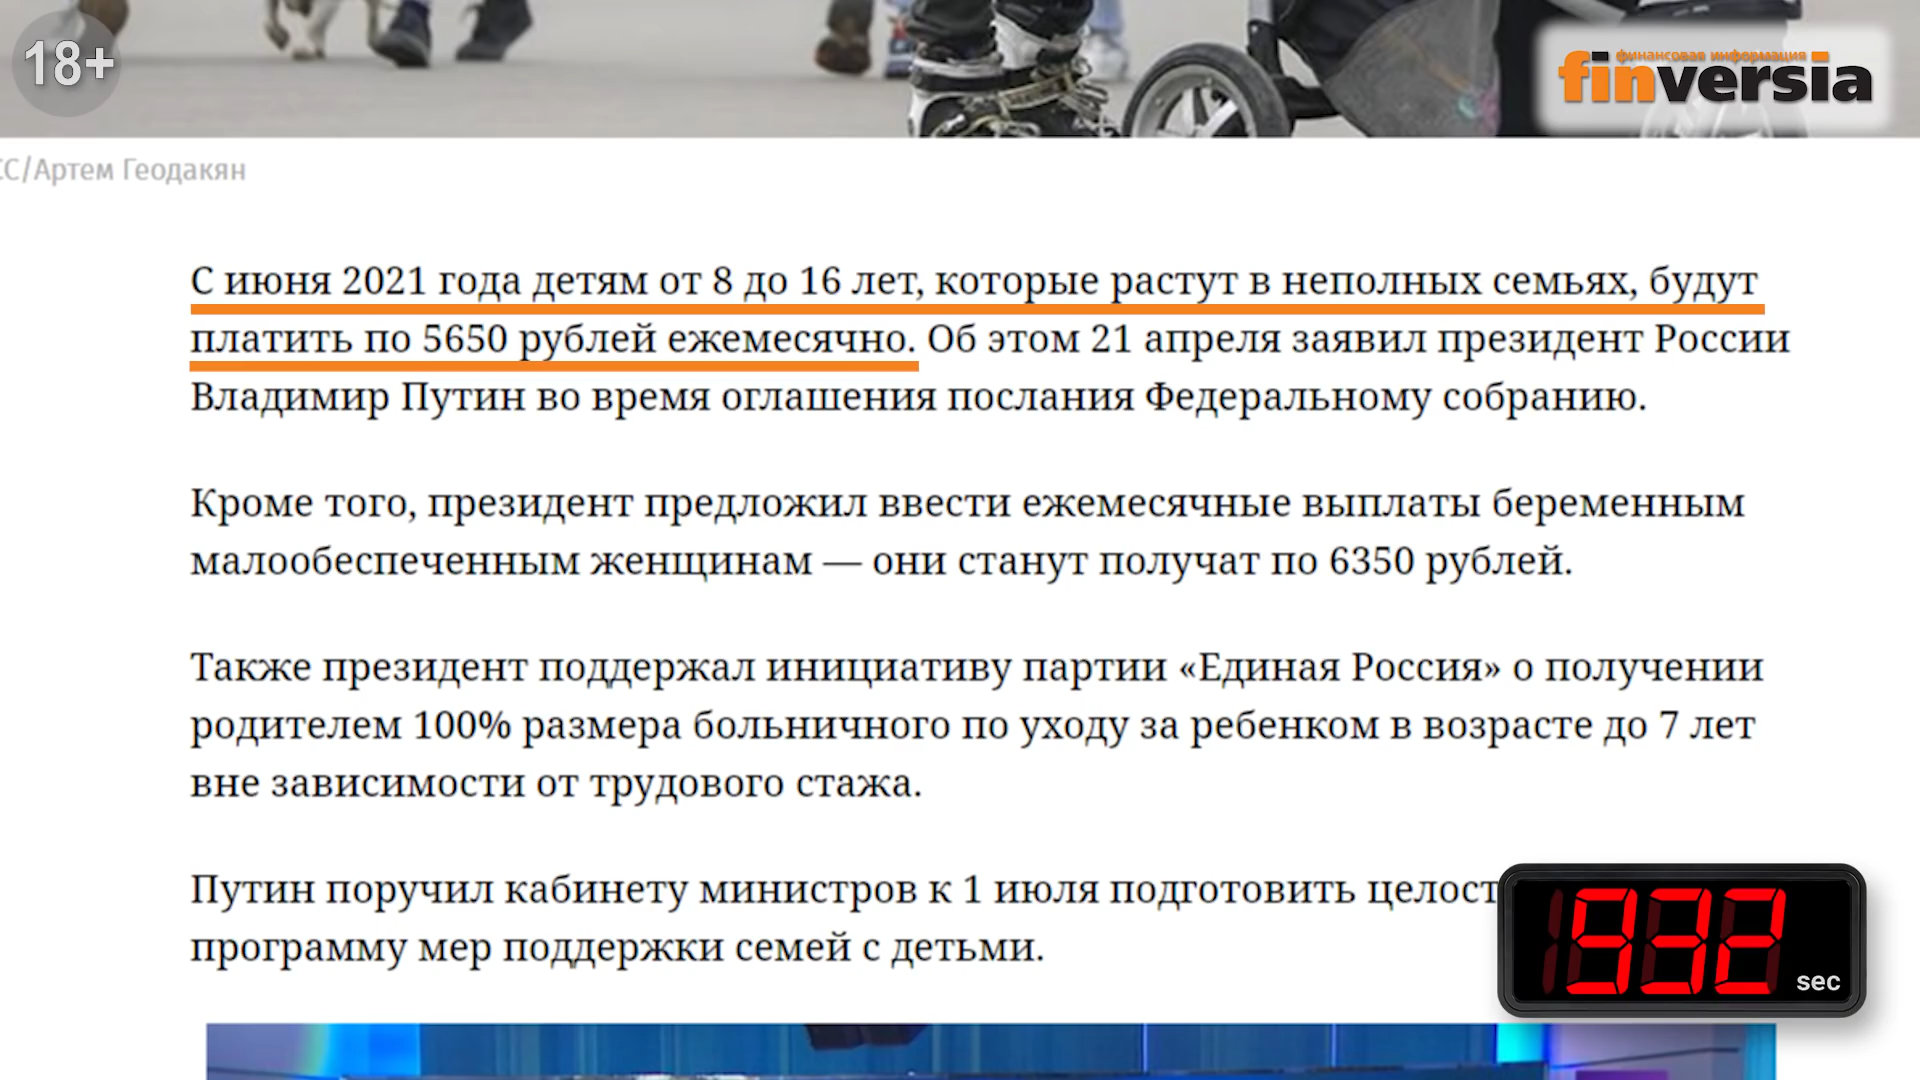 18+
финансовая информация
finversia
СС/Артем Геодакян
С июня 2021 года детям от 8 до 16 лет, которые растут в неполных семьях, будут
платить по 5650 рублей ежемесячно. Об этом 21 апреля заявил президент России
Владимир Путин во время оглашения послания Федеральному собранию.
Кроме того, президент предложил ввести ежемесячные выплаты беременным
малообеспеченным женщинам — они станут получат по 6350 рублей.
Также президент поддержал инициативу партии «Единая Россия» о получении
родителем 100% размера больничного по уходу за ребенком в возрасте до 7 лет
вне зависимости от трудового стажа.
Путин поручил кабинету министров к 1 июля подготовить целост
программу мер поддержки семей с детьми.
932
sec